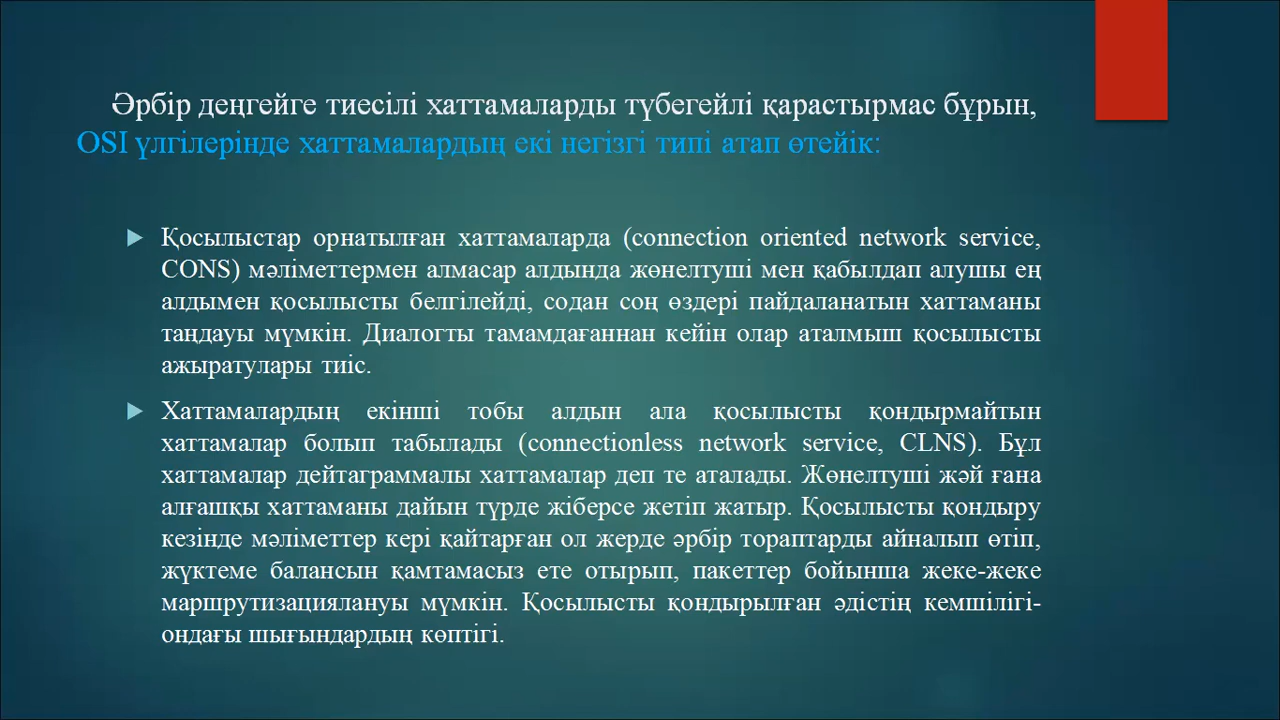 Әрбір деңгейге тиесілі хаттамаларды түбегейлі қарастырмас бұрын,
OSI үлгілерінде хаттамалардың екі негізгі типі атап өтейік:
Қосылыстар орнатылған хаттамаларда (connection oriented network service,
CONS) мәліметтермен алмасар алдында жөнелтуші мен қабылдап алушы ең
алдымен қосылысты белгілейді, содан соң өздері пайдаланатын хаттаманы
таңдауы мүмкін. Диалогты тамамдағаннан кейін олар аталмыш қосылысты
ажыратулары тиіс.
Хаттамалардың екінші тобы алдын ала қосылысты қондырмайтын
хаттамалар болып табылады (connectionless network service, CLNS). Бұл
хаттамалар дейтаграммалы хаттамалар деп те аталады. Жөнелтуші жәй ғана
алғашқы хаттаманы дайын түрде жіберсе жетіп жатыр. Қосылысты қондыру
кезінде мәліметтер кері қайтарған ол жерде әрбір тораптарды айналып өтіп,
жүктеме балансын қамтамасыз ете отырып, пакеттер бойынша жеке-жеке
маршрутизациялануы мүмкін. Қосылысты қондырылған әдістің кемшілігі-
ондағы шығындардың көптігі.